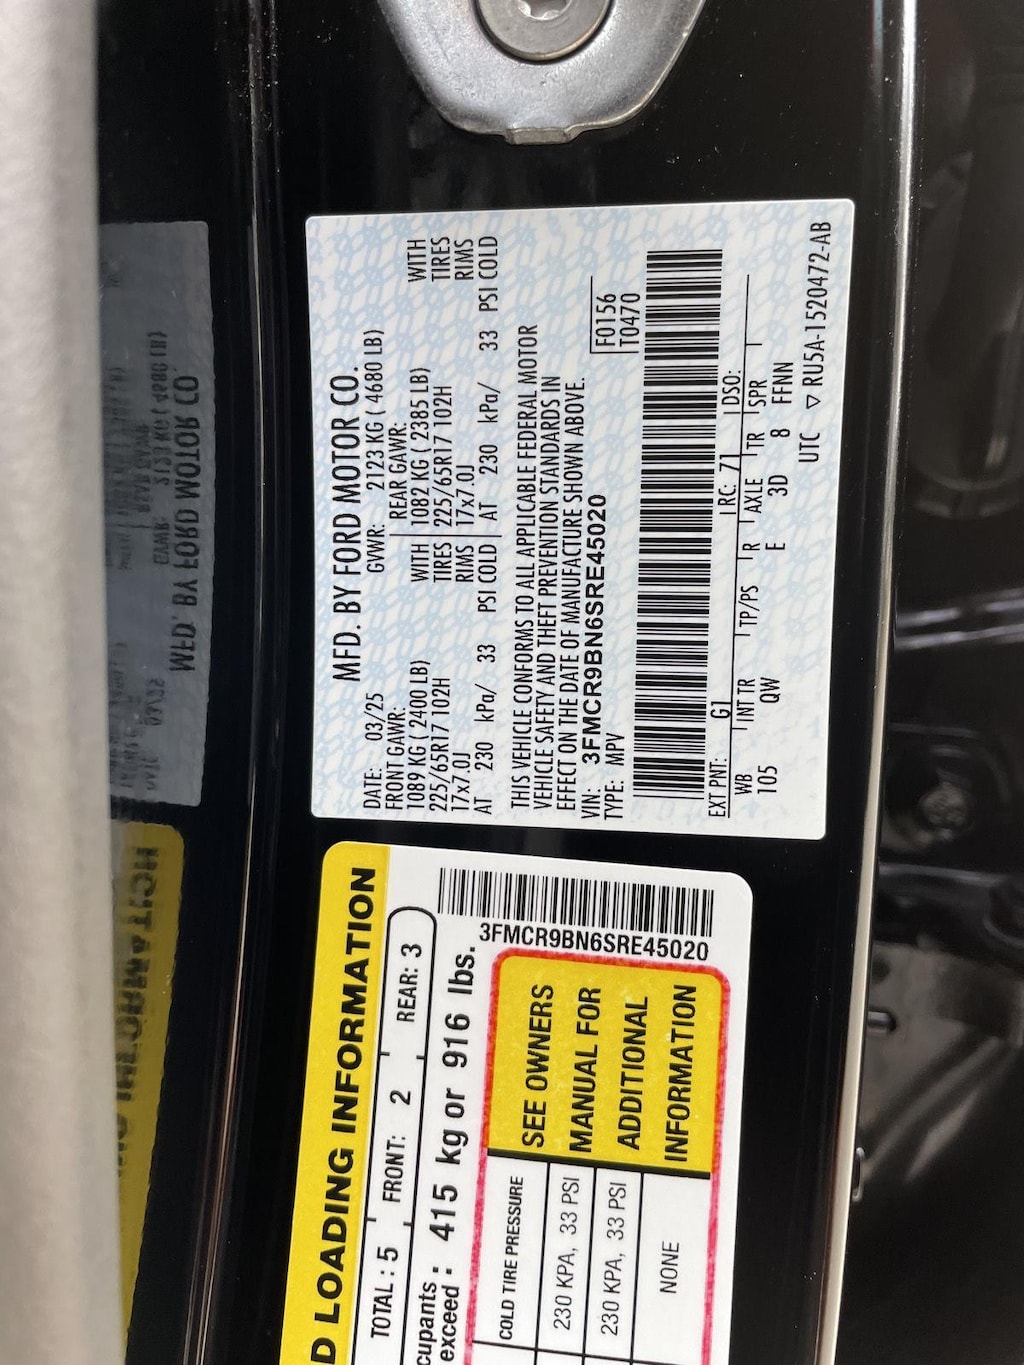 MFD. BY FORD MOTOR CO.
DATE: 03/25 GVWR: 2123 KG ( 4680 LB)
FRONT GAWR: REAR GAWR:
1089 KG ( 2400 LB) WITH 1082 KG ( 2385 LB) WITH
225/65R17 102H TIRES 225/65R17 102H TIRES
17x7.0J RIMS 17x7.0J RIMS
AT 230 kPa/ 33 PSI COLD AT 230 kPa/ 33 PSI COLD
THIS VEHICLE CONFORMS TO ALL APPLICABLE FEDERAL MOTOR
VEHICLE SAFETY AND THEFT PREVENTION STANDARDS IN
EFFECT ON THE DATE OF MANUFACTURE SHOWN ABOVE.
VIN: 3FMCR9BN6SRE45020 F0156
TYPE: MPV T0470
EXT PNT: G1 RC: 71 DSO:
WB INT TR TP/PS R AXLE TR SPR
105 QW E 3D 8 FFNN
UTC ▽ RU5A-1520472-AB
D LOADING INFORMATION
TOTAL : 5 FRONT: 2 REAR: 3
cupants
exceed : 415 kg or 916 lbs.
3FMCR9BN6SRE45020
COLD TIRE PRESSURE
230 KPA, 33 PSI
230 KPA, 33 PSI
NONE
SEE OWNERS
MANUAL FOR
ADDITIONAL
INFORMATION